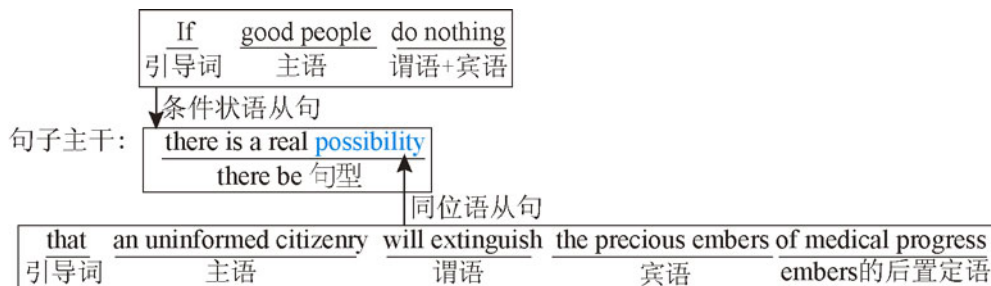 If good people do nothing
引导词 主语 谓语+宾语
条件状语从句
句子主干: there is a real possibility
there be 句型
同位语从句
that an uninformed citizenry will extinguish the precious embers of medical progress
引导词 主语 谓语 宾语 embers的后置定语